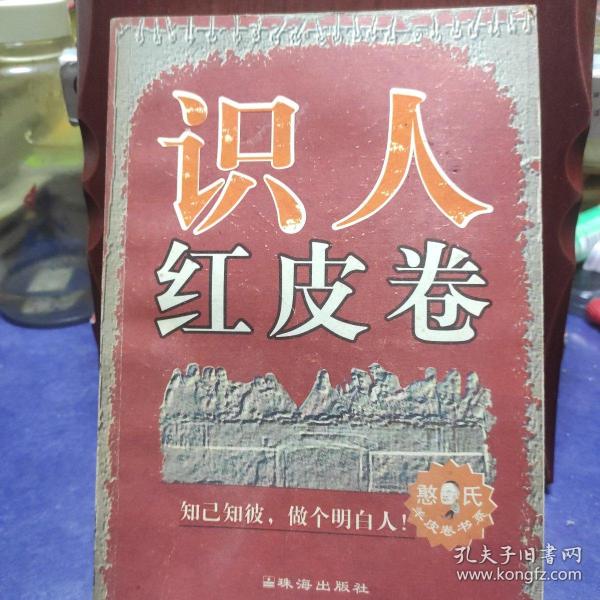 识人
红皮卷
知己知彼，做个明白人！
憨氏
羊皮卷书系
珠海出版社
孔夫子旧书网
www.kongfz.com